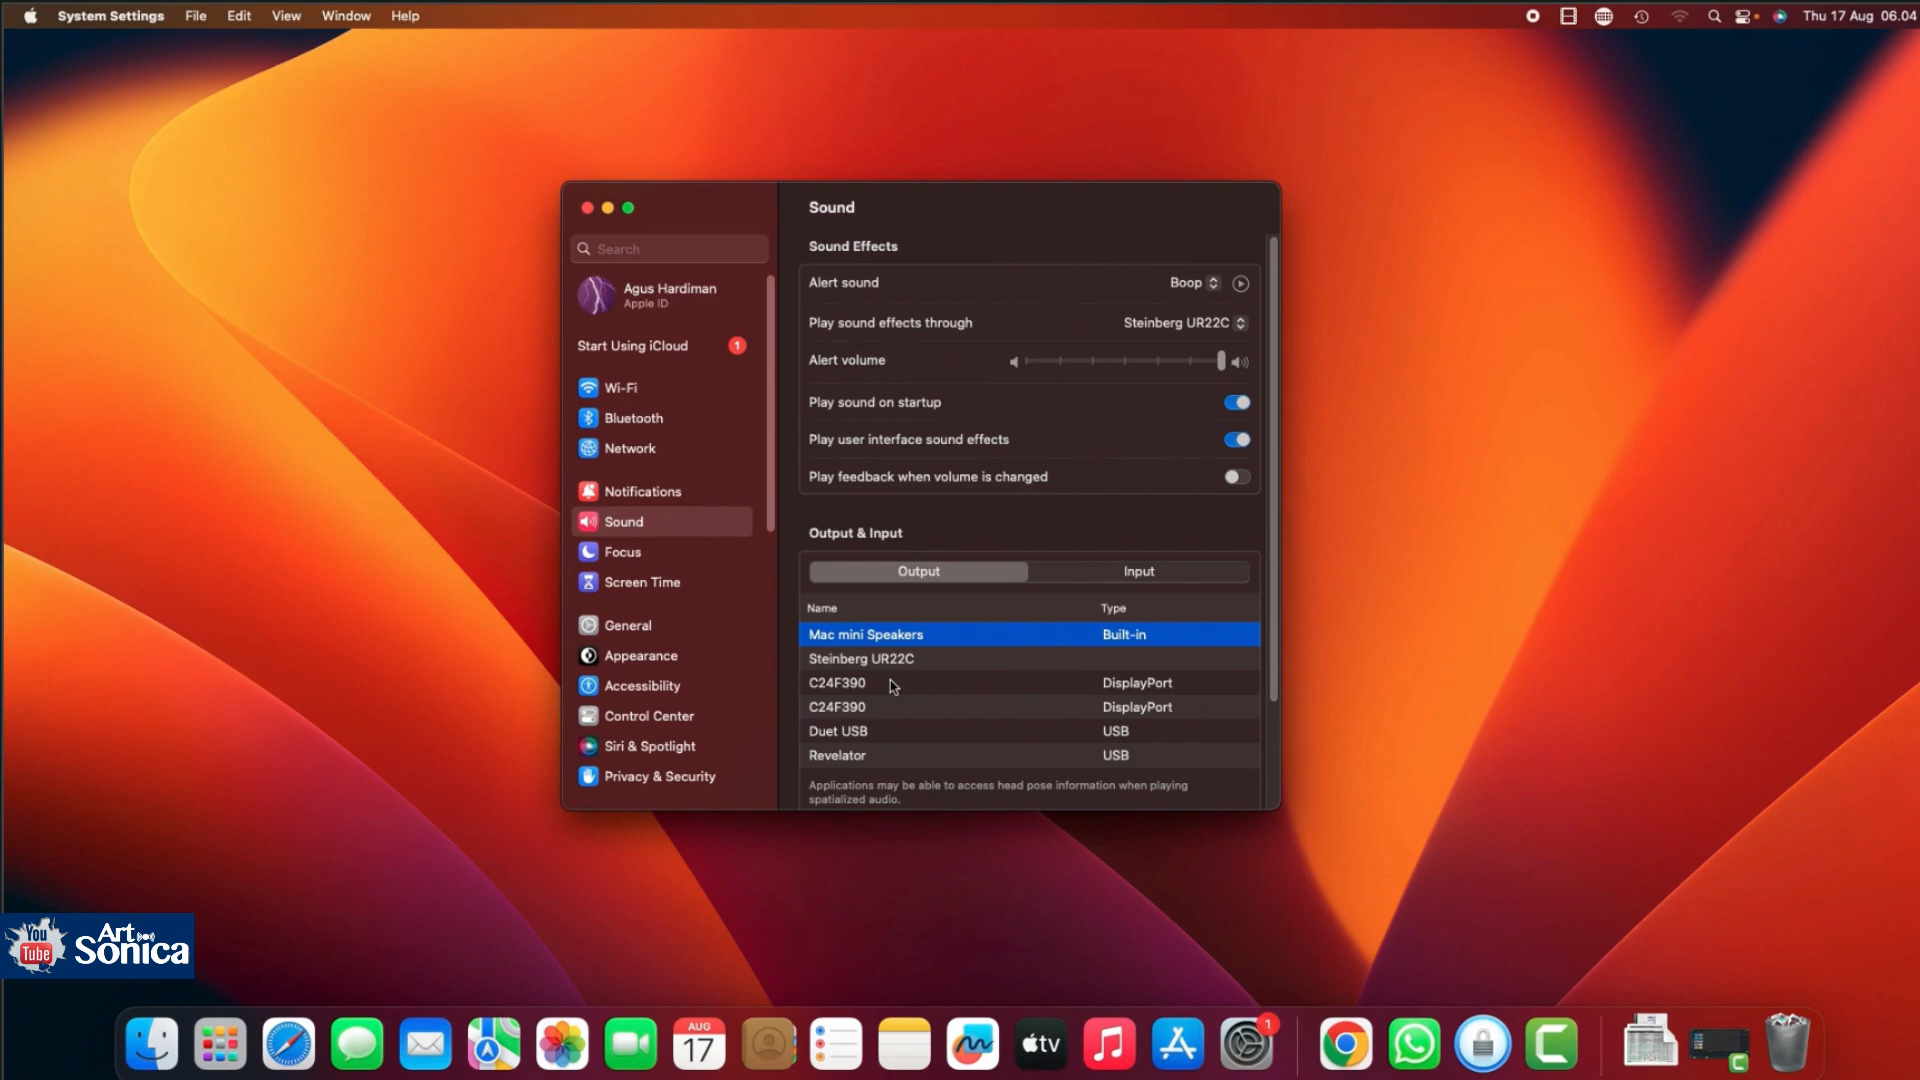 System Settings File Edit View Window Help
Thu 17 Aug 06.04
Sound
Search
Sound Effects
Agus Hardiman
Apple ID
Start Using iCloud 1
Wi-Fi
Bluetooth
Network
Notifications
Sound
Focus
Screen Time
General
Appearance
Accessibility
Control Center
Siri & Spotlight
Privacy & Security
Alert sound Boop
Play sound effects through Steinberg UR22C
Alert volume
Play sound on startup
Play user interface sound effects
Play feedback when volume is changed
Output & Input
Output Input
Name Type
Mac mini Speakers Built-in
Steinberg UR22C
C24F390 DisplayPort
C24F390 DisplayPort
Duet USB USB
Revelator USB
Applications may be able to access head pose information when playing
spatialized audio.
You
Tube
Art
Sonica
AUG
17
tv
1